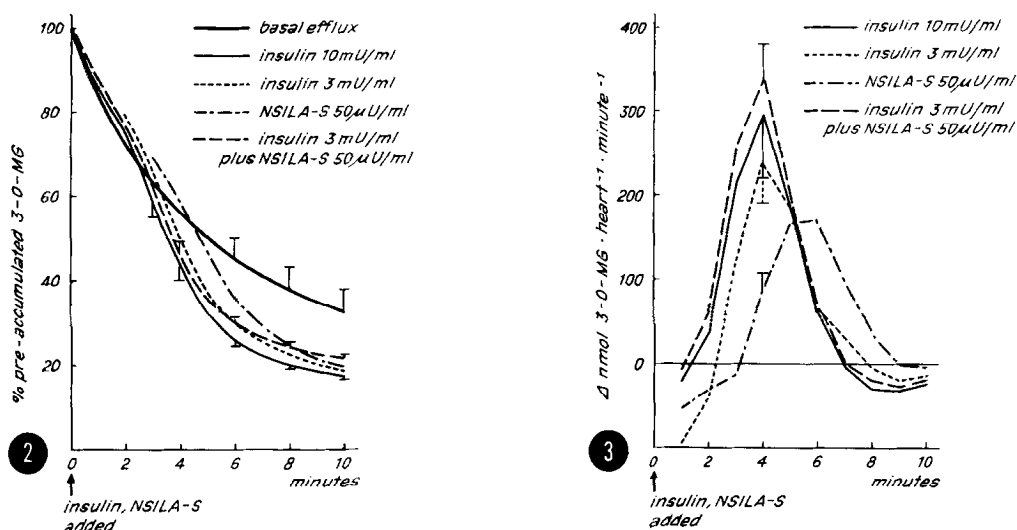 100
80
60
40
20
0
0 2 4 6 8 10
% pre-accumulated 3-O-MG
basal efflux
insulin 10mU/ml
insulin 3mU/ml
NSILA-S 50μU/ml
insulin 3mU/ml
plus NSILA-S 50μU/ml
minutes
insulin, NSILA-S
added
2
400
300
200
100
0
-100
0 2 4 6 8 10
Δ nmol 3-O-MG · heart⁻¹ · minute⁻¹
insulin 10mU/ml
insulin 3mU/ml
NSILA-S 50μU/ml
insulin 3mU/ml
plus NSILA-S 50μU/ml
minutes
insulin, NSILA-S
added
3